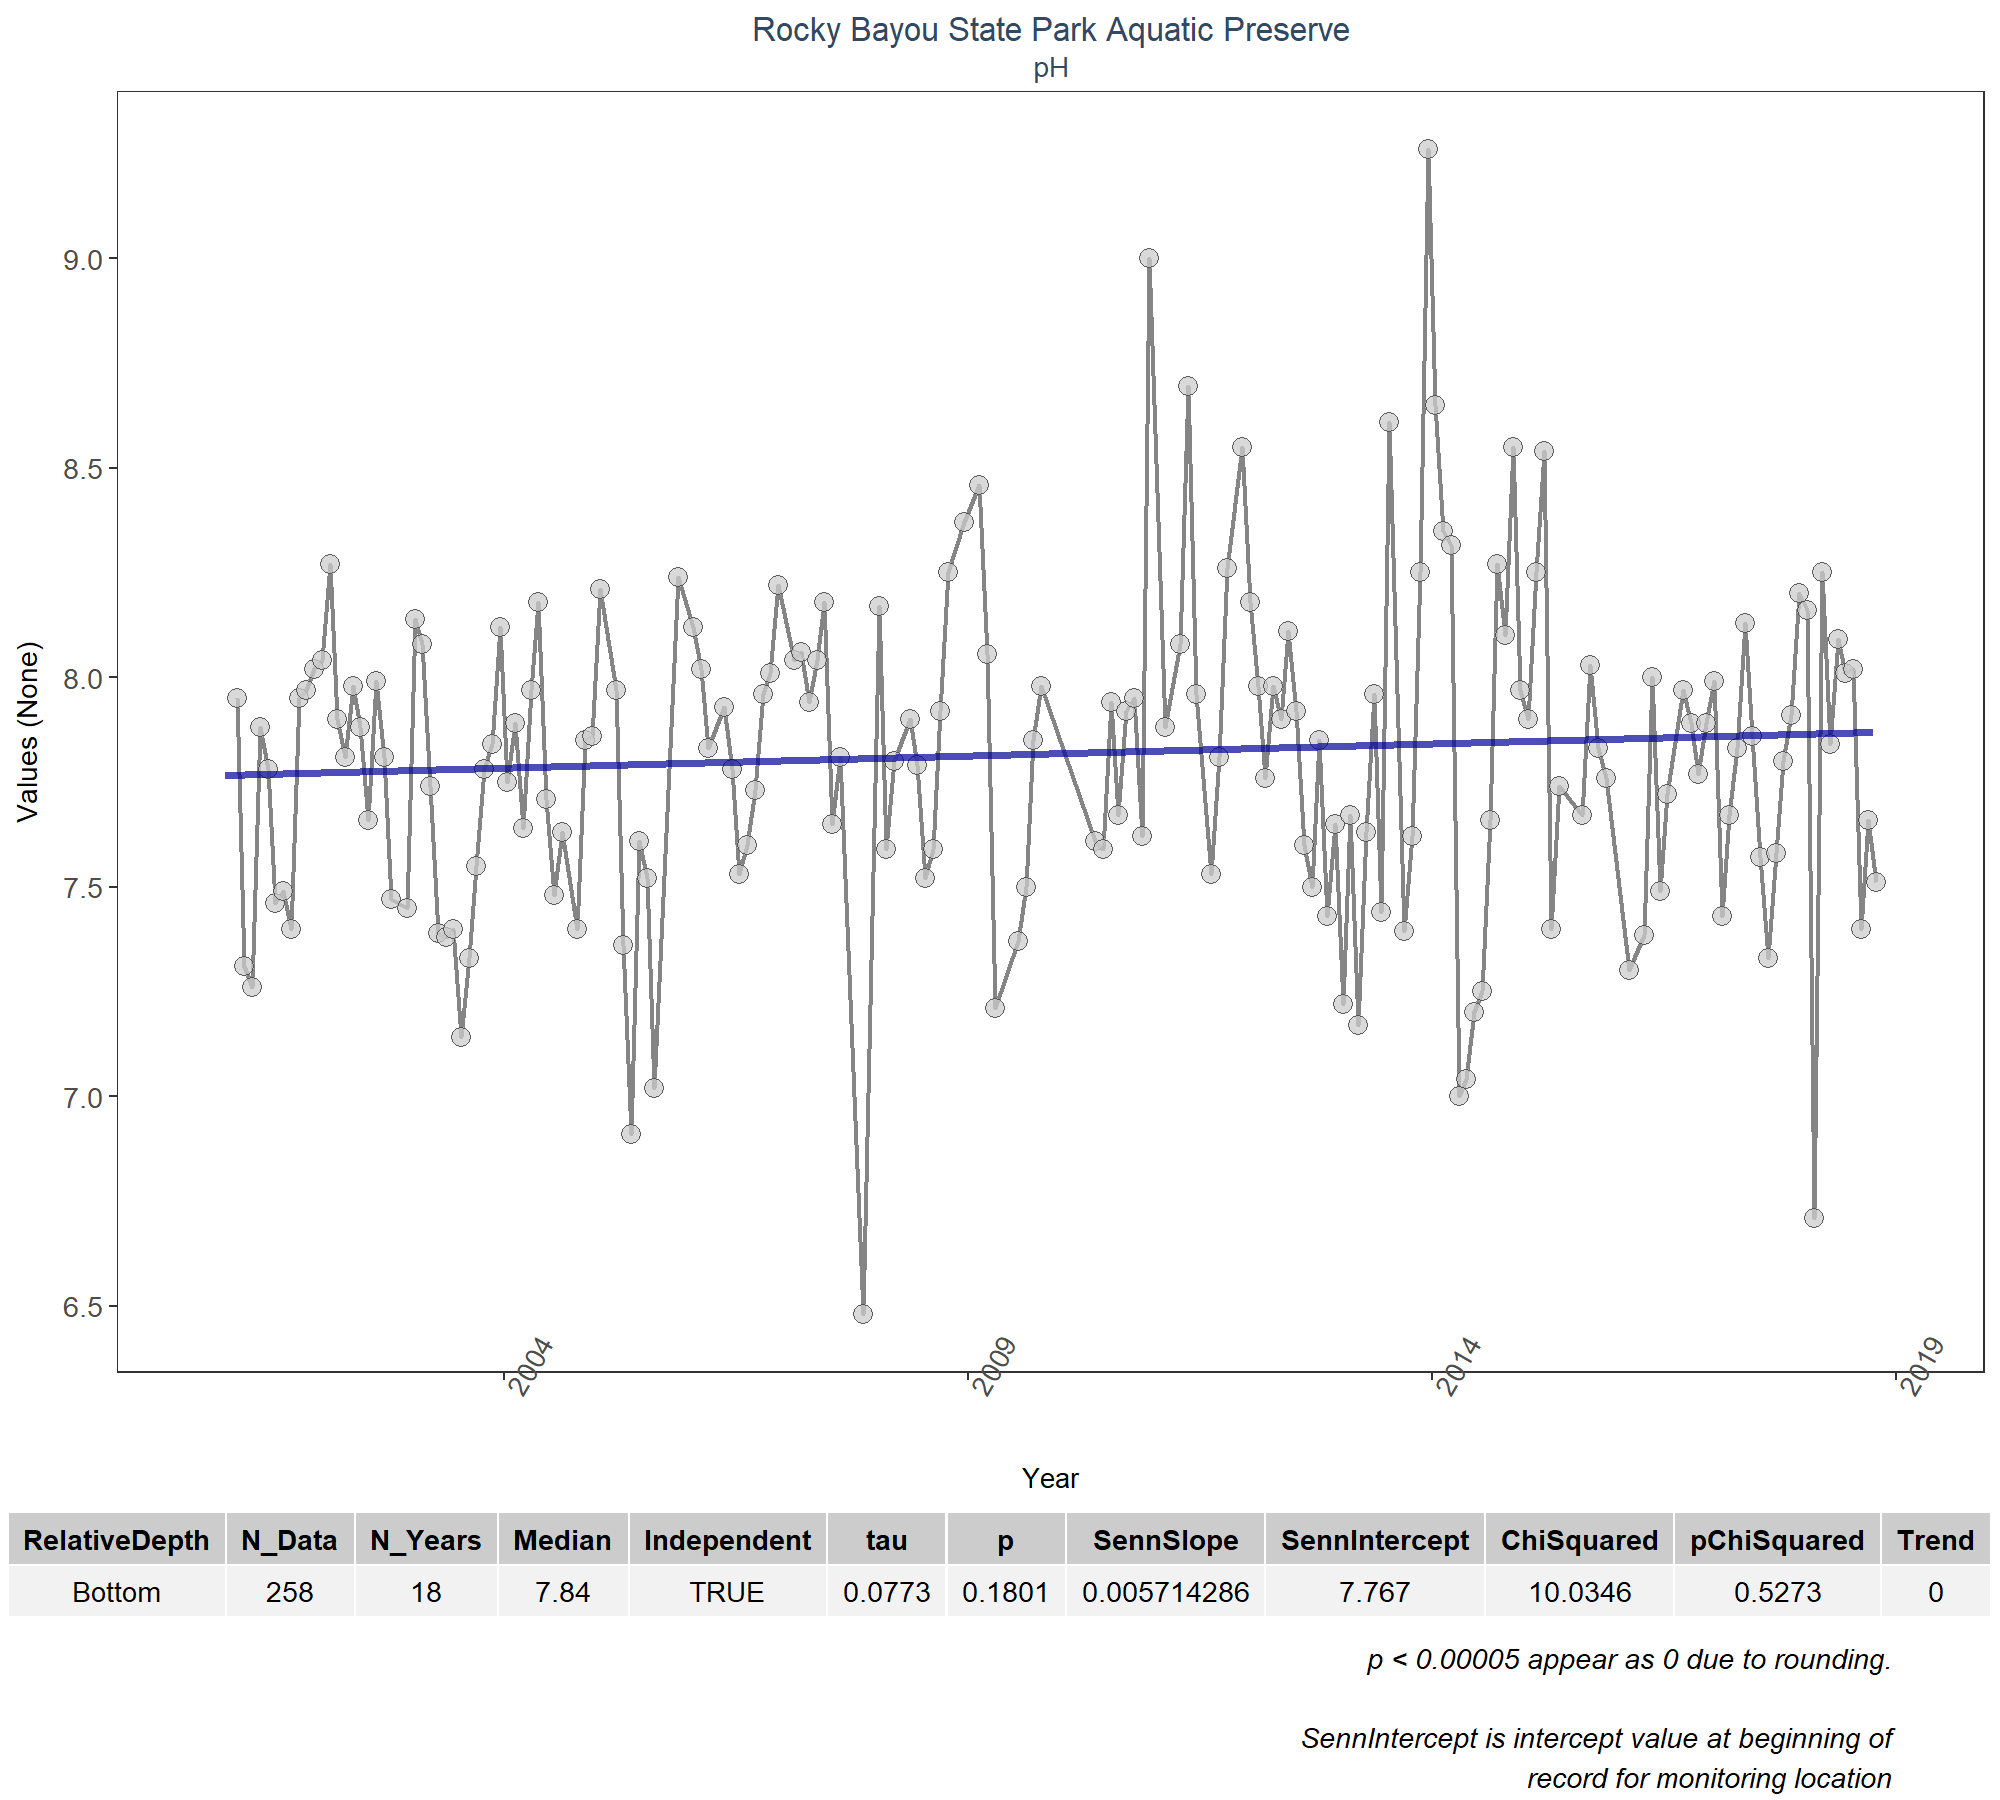 Rocky Bayou State Park Aquatic Preserve
pH
Values (None)
9.0
8.5
8.0
7.5
7.0
6.5
2004 2009 2014 2019
Year
RelativeDepth N_Data N_Years Median Independent tau p SennSlope SennIntercept ChiSquared pChiSquared Trend
Bottom 258 18 7.84 TRUE 0.0773 0.1801 0.005714286 7.767 10.0346 0.5273 0
p < 0.00005 appear as 0 due to rounding.
SennIntercept is intercept value at beginning of
record for monitoring location